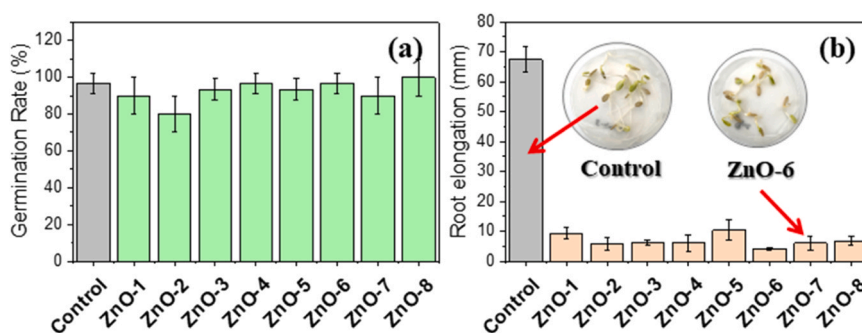 (a)
Germination Rate (%)
120
100
80
60
40
20
0
Control
ZnO-1
ZnO-2
ZnO-3
ZnO-4
ZnO-5
ZnO-6
ZnO-7
ZnO-8
(b)
Root elongation (mm)
80
70
60
50
40
30
20
10
0
Control
ZnO-6
Control
ZnO-1
ZnO-2
ZnO-3
ZnO-4
ZnO-5
ZnO-6
ZnO-7
ZnO-8